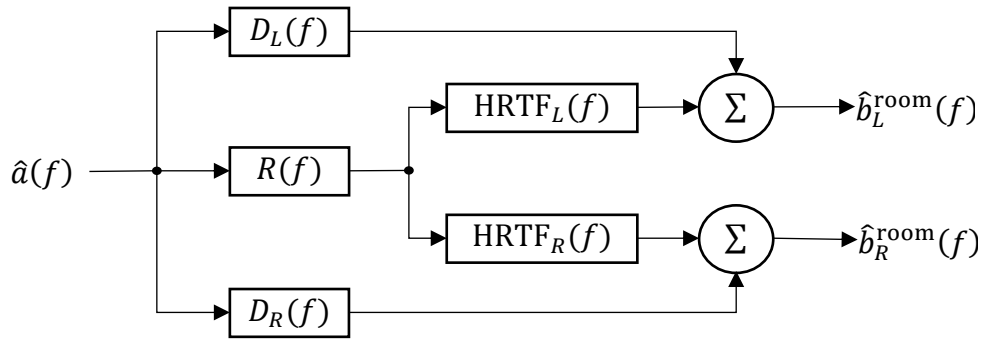 D_L(f)
HRTF_L(f)
Σ
b̂_L^room(f)
â(f)
R(f)
HRTF_R(f)
Σ
b̂_R^room(f)
D_R(f)